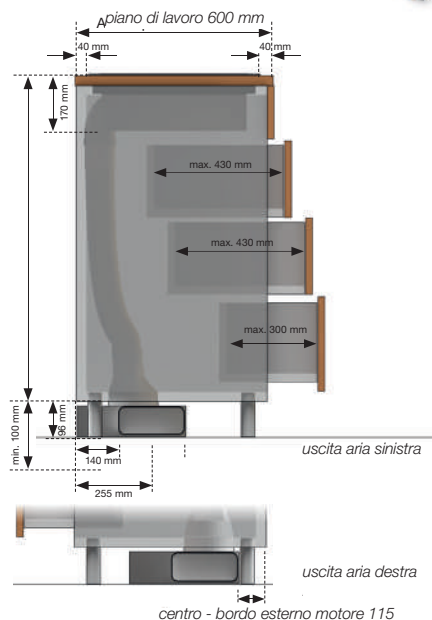 A
piano di lavoro 600 mm
40 mm
40 mm
170 mm
max. 430 mm
max. 430 mm
max. 300 mm
min. 100 mm
96 mm
140 mm
uscita aria sinistra
255 mm
uscita aria destra
centro - bordo esterno motore 115